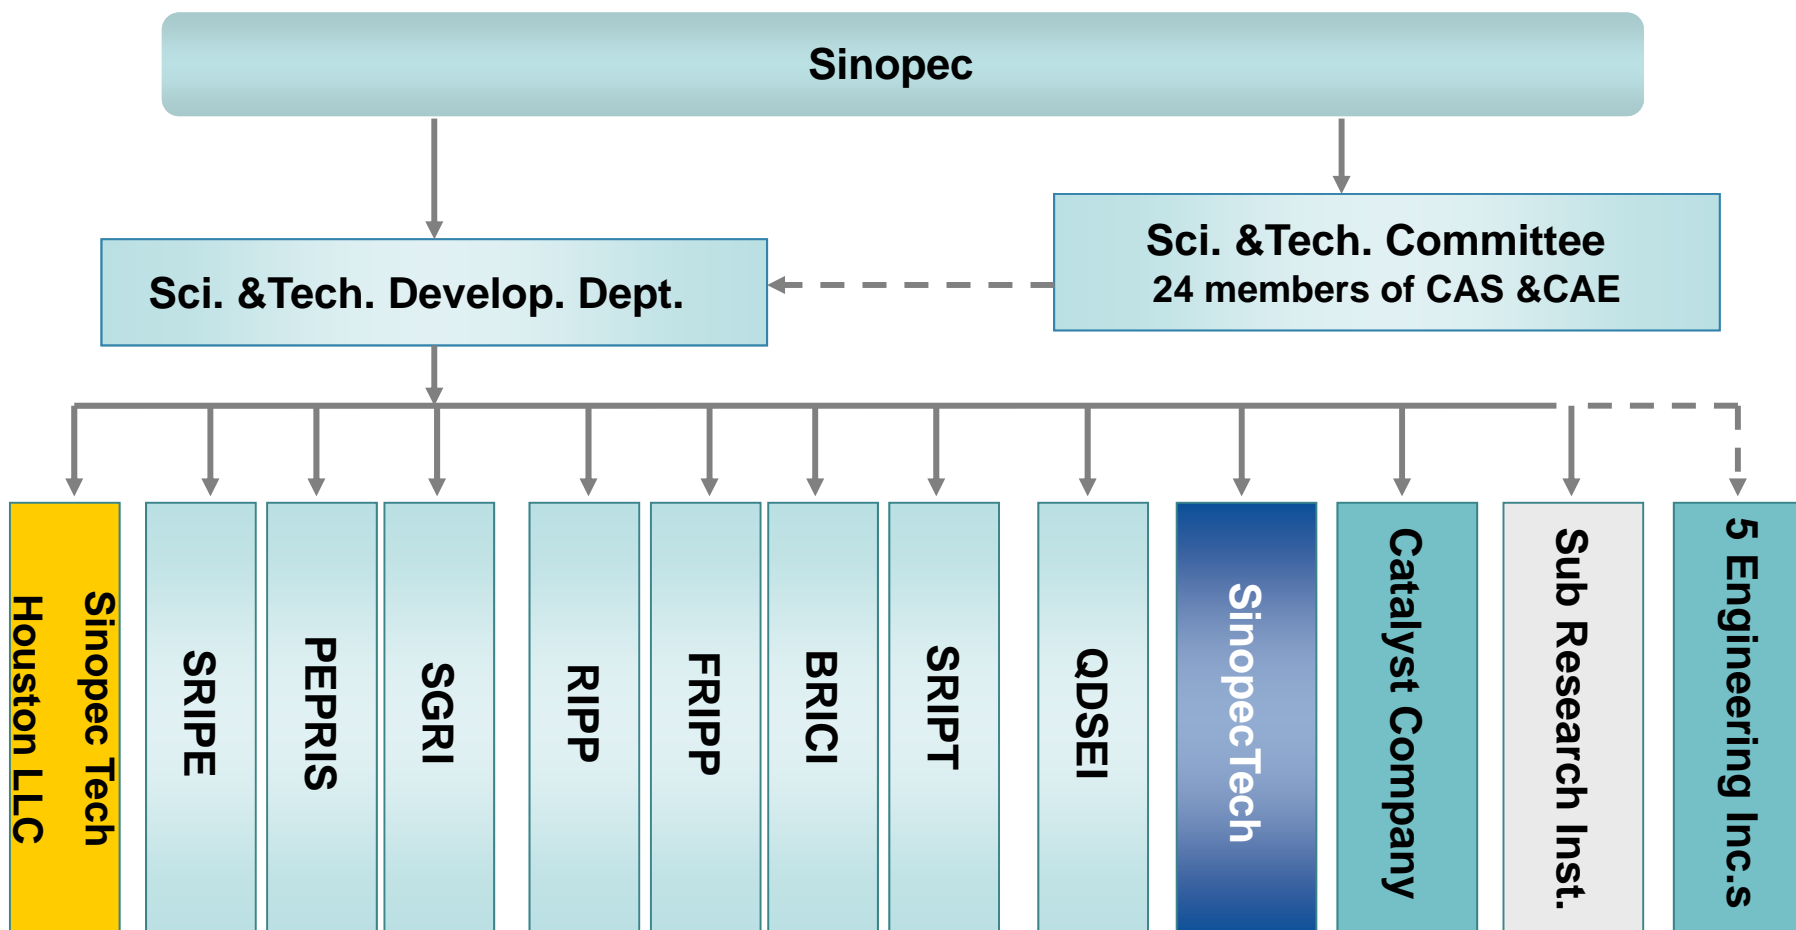 Sinopec
Sci. &Tech. Committee
24 members of CAS &CAE
Sci. &Tech. Develop. Dept.
Sinopec Tech
Houston LLC
SRIPE
PEPRIS
SGRI
RIPP
FRIPP
BRICI
SRIPT
QDSEI
SinopecTech
Catalyst Company
Sub Research Inst.
5 Engineering Inc.s